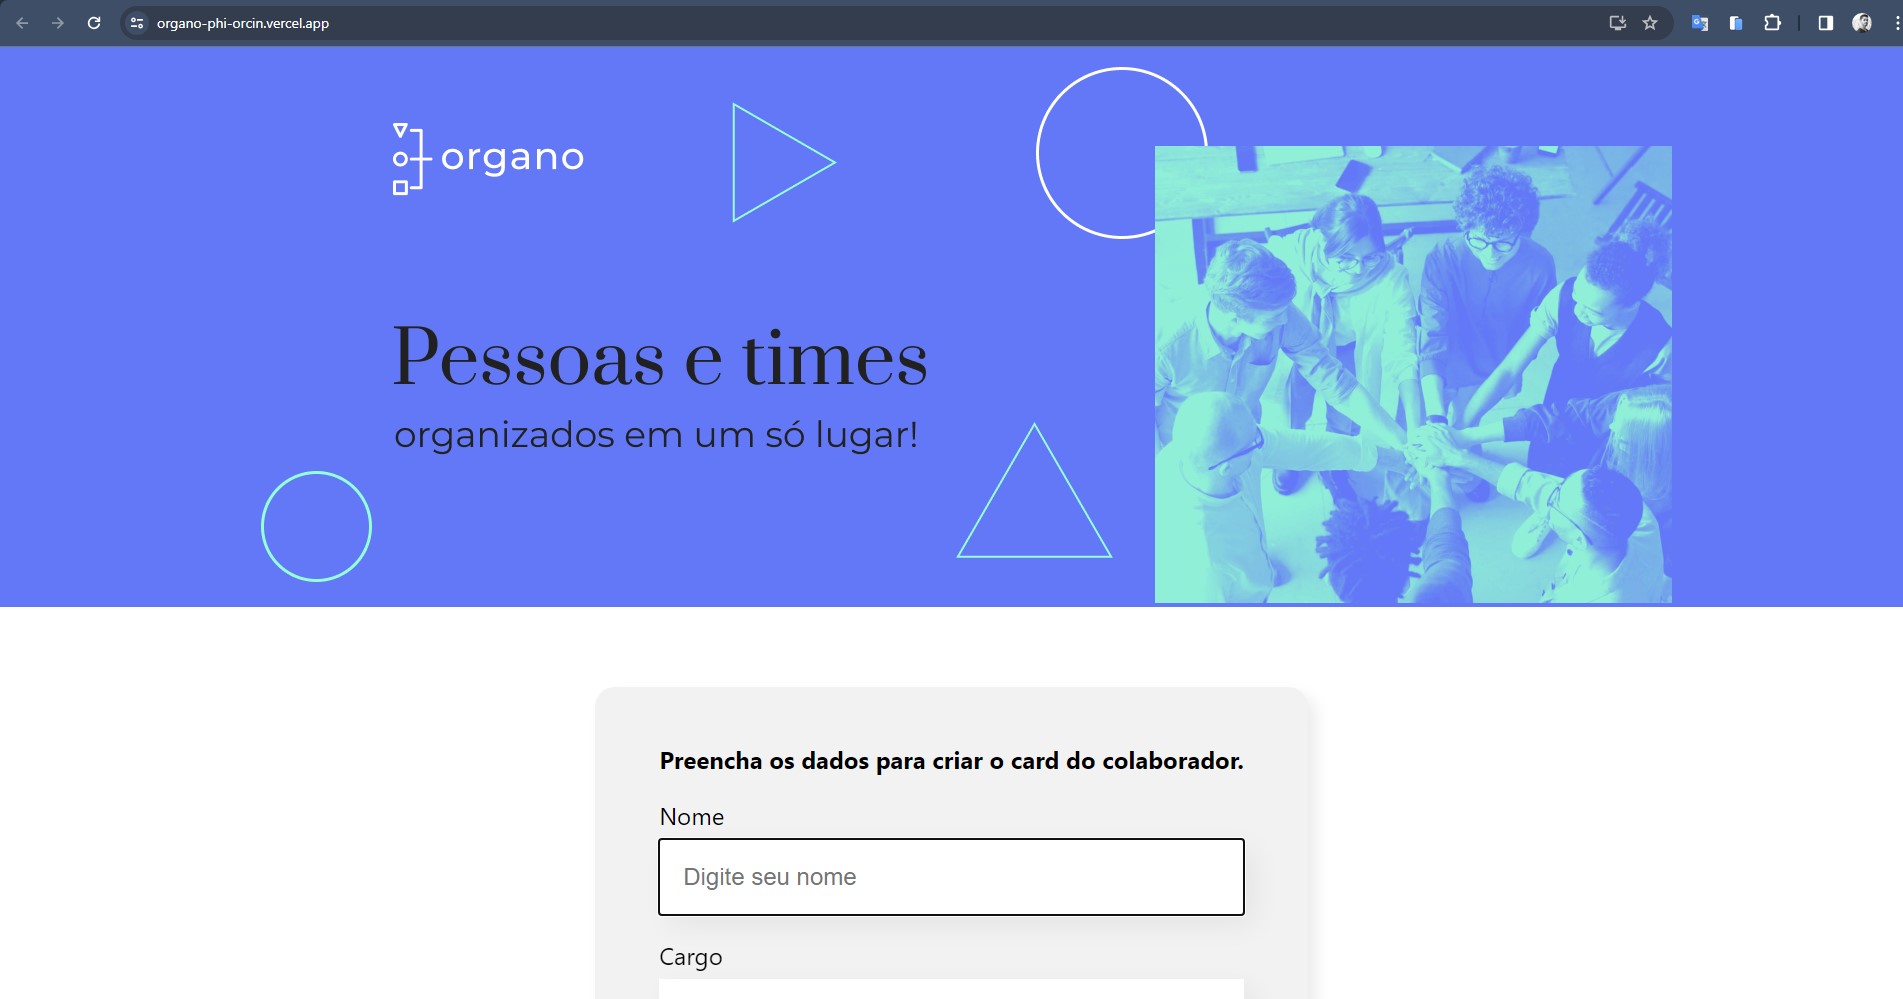 organo-phi-orcin.vercel.app
organo
Pessoas e times
organizados em um só lugar!
Preencha os dados para criar o card do colaborador.
Nome
Digite seu nome
Cargo